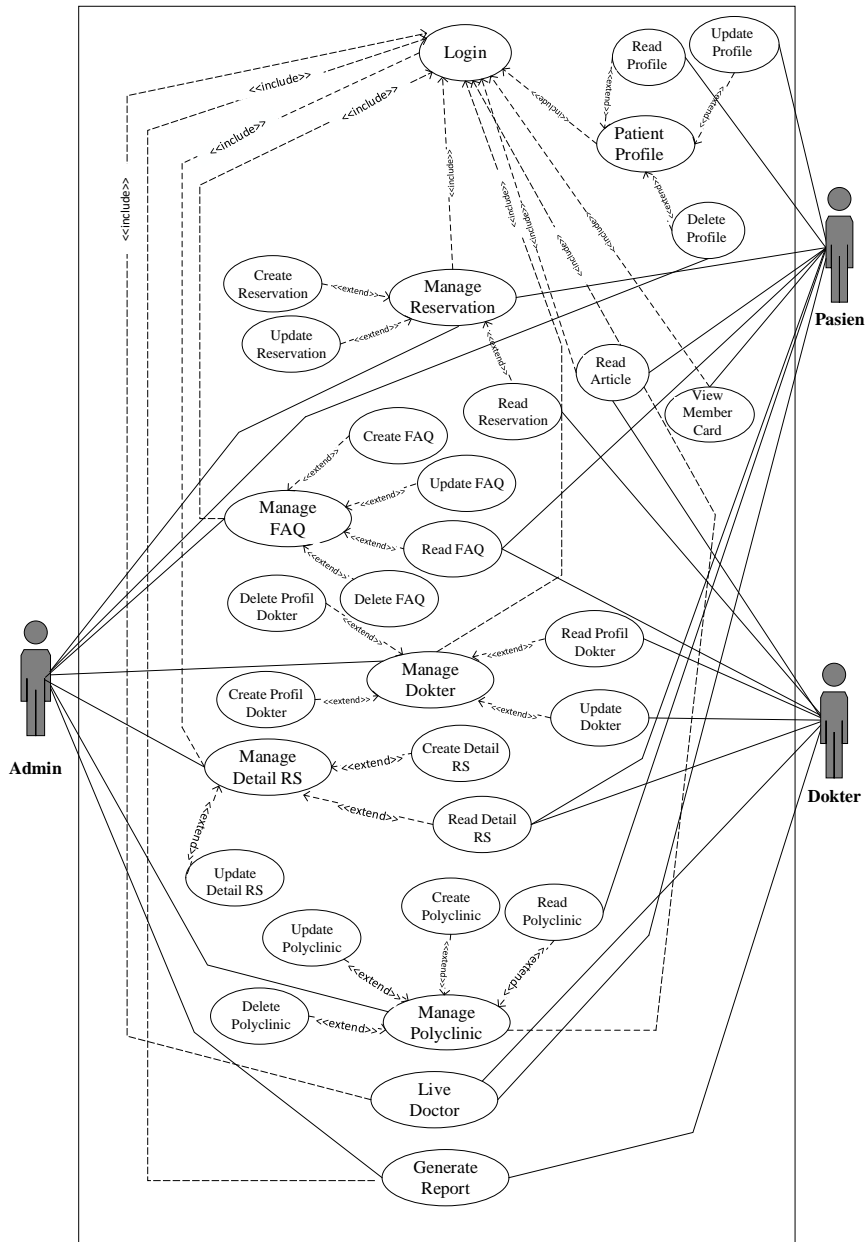 Login
Read
Profile
Update
Profile
<<include>>
<<include>>
<<include>>
<<include>>
<<include>>
<<include>>
<<extend>>
<<extend>>
Patient
Profile
<<extend>>
Delete
Profile
<<include>>
<<include>>
<<include>>
<<include>>
<<include>>
Create
Reservation
<<extend>>
Manage
Reservation
Update
Reservation
<<extend>>
<<extend>>
Pasien
Read
Article
View
Member
Card
Read
Reservation
Create FAQ
<<extend>>
Update FAQ
<<extend>>
Manage
FAQ
Read FAQ
<<extend>>
<<extend>>
Delete FAQ
Delete Profil
Dokter
<<extend>>
Read Profil
Dokter
<<extend>>
Manage
Dokter
Create Profil
Dokter
<<extend>>
<<extend>>
Update
Dokter
Admin
Dokter
Manage
Detail RS
<<extend>>
Create Detail
RS
<<extend>>
Read Detail
RS
<<extend>>
Update
Detail RS
Create
Polyclinic
Read
Polyclinic
Update
Polyclinic
<<extend>>
<<extend>>
<<extend>>
Delete
Polyclinic
<<extend>>
Manage
Polyclinic
Live
Doctor
Generate
Report